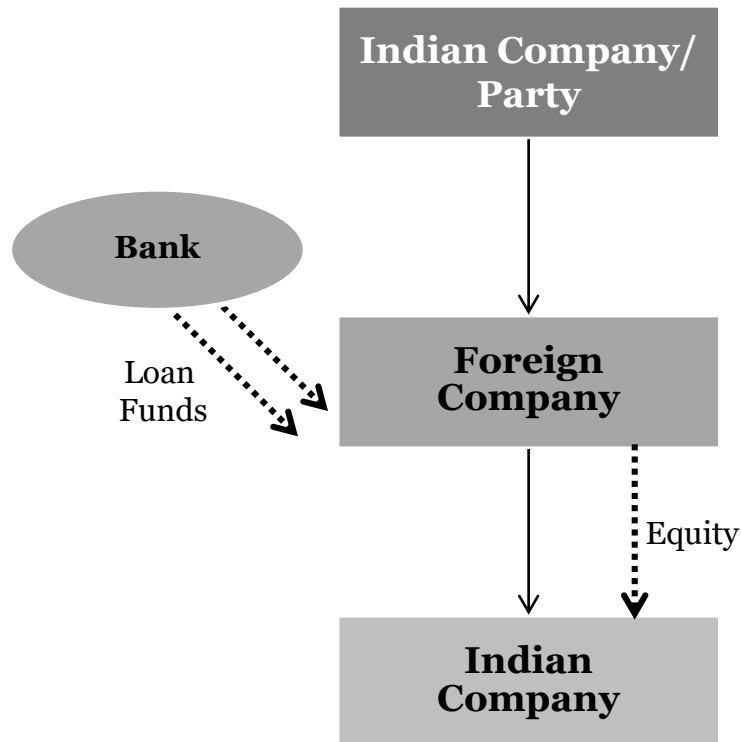 Indian Company/
Party
Bank
Loan
Funds
Foreign
Company
Equity
Indian
Company